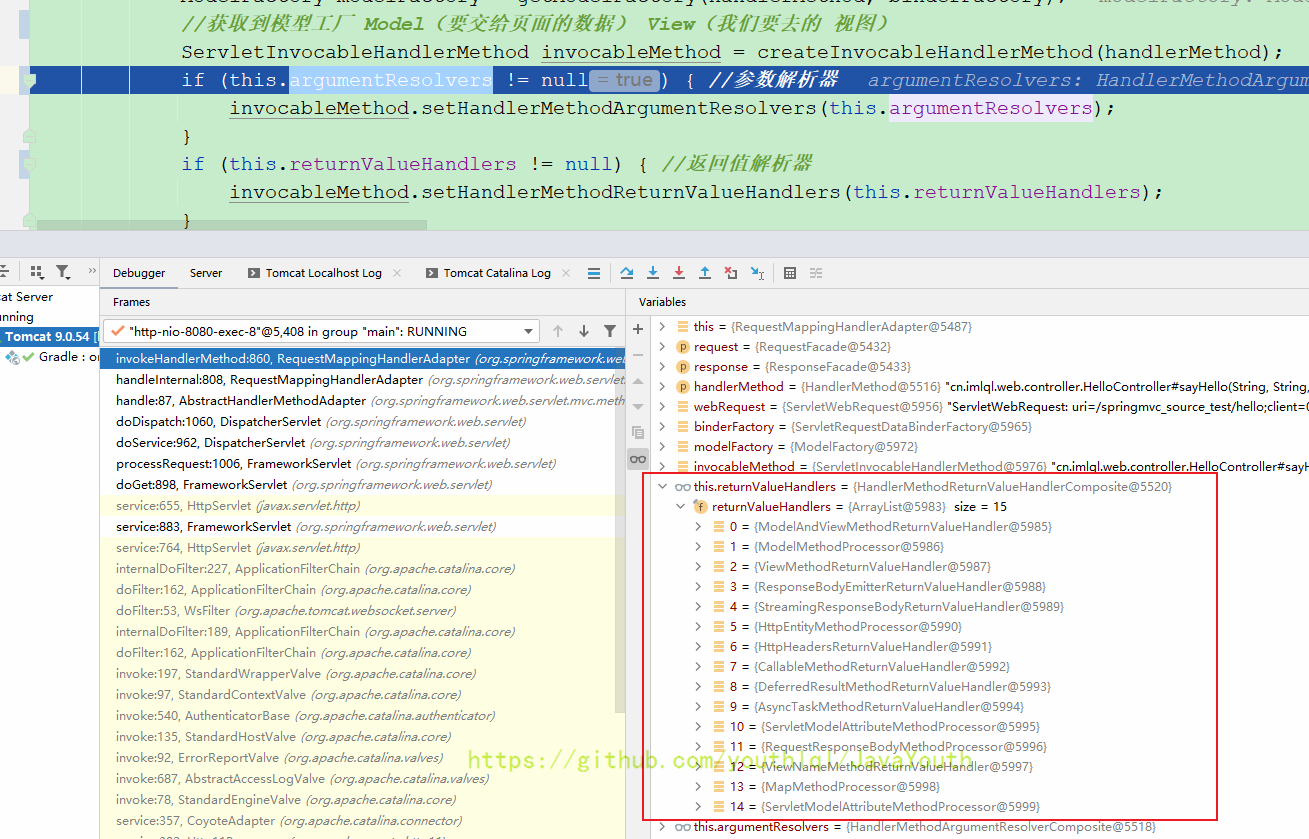 //获取到模型工厂 Model（要交给页面的数据） View（我们要去的 视图）
ServletInvocableHandlerMethod invocableMethod = createInvocableHandlerMethod(handlerMethod);
if (this.argumentResolvers != null = true ) { //参数解析器 argumentResolvers: HandlerMethodArgum
invocableMethod.setHandlerMethodArgumentResolvers(this.argumentResolvers);
}
if (this.returnValueHandlers != null) { //返回值解析器
invocableMethod.setHandlerMethodReturnValueHandlers(this.returnValueHandlers);
}
Debugger Server Tomcat Localhost Log Tomcat Catalina Log
cat Server
unning
Tomcat 9.0.54 [
Gradle : or
Frames
"http-nio-8080-exec-8"@5,408 in group "main": RUNNING
invokeHandlerMethod:860, RequestMappingHandlerAdapter (org.springframework.web
handleInternal:808, RequestMappingHandlerAdapter (org.springframework.web.servlet
handle:87, AbstractHandlerMethodAdapter (org.springframework.web.servlet.mvc.meth
doDispatch:1060, DispatcherServlet (org.springframework.web.servlet)
doService:962, DispatcherServlet (org.springframework.web.servlet)
processRequest:1006, FrameworkServlet (org.springframework.web.servlet)
doGet:898, FrameworkServlet (org.springframework.web.servlet)
service:655, HttpServlet (javax.servlet.http)
service:883, FrameworkServlet (org.springframework.web.servlet)
service:764, HttpServlet (javax.servlet.http)
internalDoFilter:227, ApplicationFilterChain (org.apache.catalina.core)
doFilter:162, ApplicationFilterChain (org.apache.catalina.core)
doFilter:53, WsFilter (org.apache.tomcat.websocket.server)
internalDoFilter:189, ApplicationFilterChain (org.apache.catalina.core)
doFilter:162, ApplicationFilterChain (org.apache.catalina.core)
invoke:197, StandardWrapperValve (org.apache.catalina.core)
invoke:97, StandardContextValve (org.apache.catalina.core)
invoke:540, AuthenticatorBase (org.apache.catalina.authenticator)
invoke:135, StandardHostValve (org.apache.catalina.core)
invoke:92, ErrorReportValve (org.apache.catalina.valves)
invoke:687, AbstractAccessLogValve (org.apache.catalina.valves)
invoke:78, StandardEngineValve (org.apache.catalina.core)
service:357, CoyoteAdapter (org.apache.catalina.connector)
Variables
this = {RequestMappingHandlerAdapter@5487}
request = {RequestFacade@5432}
response = {ResponseFacade@5433}
handlerMethod = {HandlerMethod@5516} "cn.imlql.web.controller.HelloController#sayHello(String, String,
webRequest = {ServletWebRequest@5956} "ServletWebRequest: uri=/springmvc_source_test/hello;client=0
binderFactory = {ServletRequestDataBinderFactory@5965}
modelFactory = {ModelFactory@5972}
invocableMethod = {ServletInvocableHandlerMethod@5976} "cn.imlql.web.controller.HelloController#sayH
this.returnValueHandlers = {HandlerMethodReturnValueHandlerComposite@5520}
returnValueHandlers = {ArrayList@5983} size = 15
0 = {ModelAndViewMethodReturnValueHandler@5985}
1 = {ModelMethodProcessor@5986}
2 = {ViewMethodReturnValueHandler@5987}
3 = {ResponseBodyEmitterReturnValueHandler@5988}
4 = {StreamingResponseBodyReturnValueHandler@5989}
5 = {HttpEntityMethodProcessor@5990}
6 = {HttpHeadersReturnValueHandler@5991}
7 = {CallableMethodReturnValueHandler@5992}
8 = {DeferredResultMethodReturnValueHandler@5993}
9 = {AsyncTaskMethodReturnValueHandler@5994}
10 = {ServletModelAttributeMethodProcessor@5995}
11 = {RequestResponseBodyMethodProcessor@5996}
12 = {ViewNameMethodReturnValueHandler@5997}
13 = {MapMethodProcessor@5998}
14 = {ServletModelAttributeMethodProcessor@5999}
this.argumentResolvers = {HandlerMethodArgumentResolverComposite@5518}
https://github.com/youthlql/JavaYouth